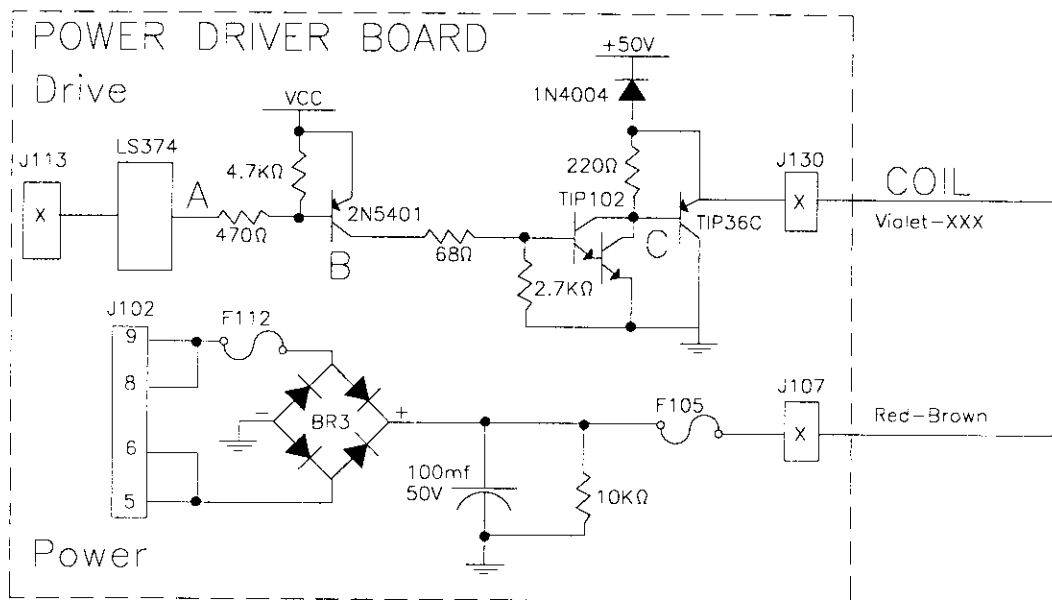 POWER DRIVER BOARD
Drive
+50V
1N4004
VCC
LS374
J113
4.7KΩ
220Ω
J130
A
X
470Ω
2N5401
B
68Ω
TIP102
C
TIP36C
X
COIL
Violet-XXX
2.7KΩ
J102
9
8
6
5
F112
BR3
-
+
F105
J107
X
Red-Brown
100mf
50V
10KΩ
Power